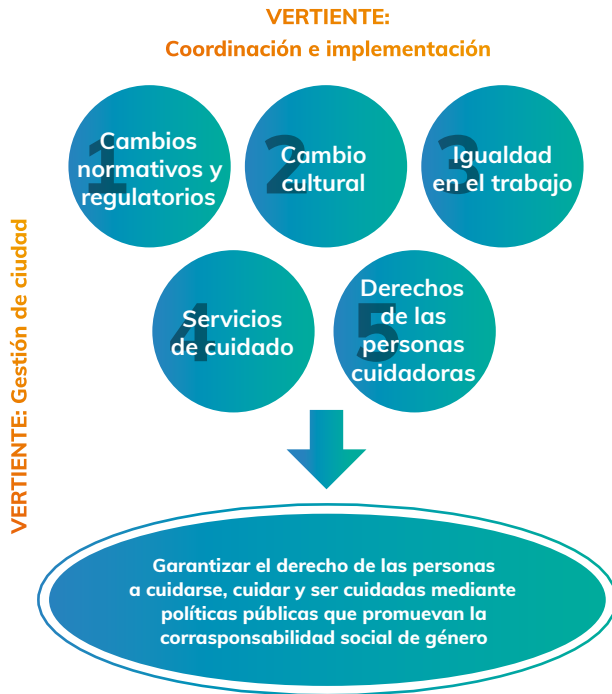 VERTIENTE:
Coordinación e implementación
1
Cambios
normativos y
regulatorios
2
Cambio
cultural
3
Igualdad
en el trabajo
4
Servicios
de cuidado
5
Derechos
de las
personas
cuidadoras
VERTIENTE: Gestión de ciudad
Garantizar el derecho de las personas
a cuidarse, cuidar y ser cuidadas mediante
políticas públicas que promuevan la
corrasponsabilidad social de género